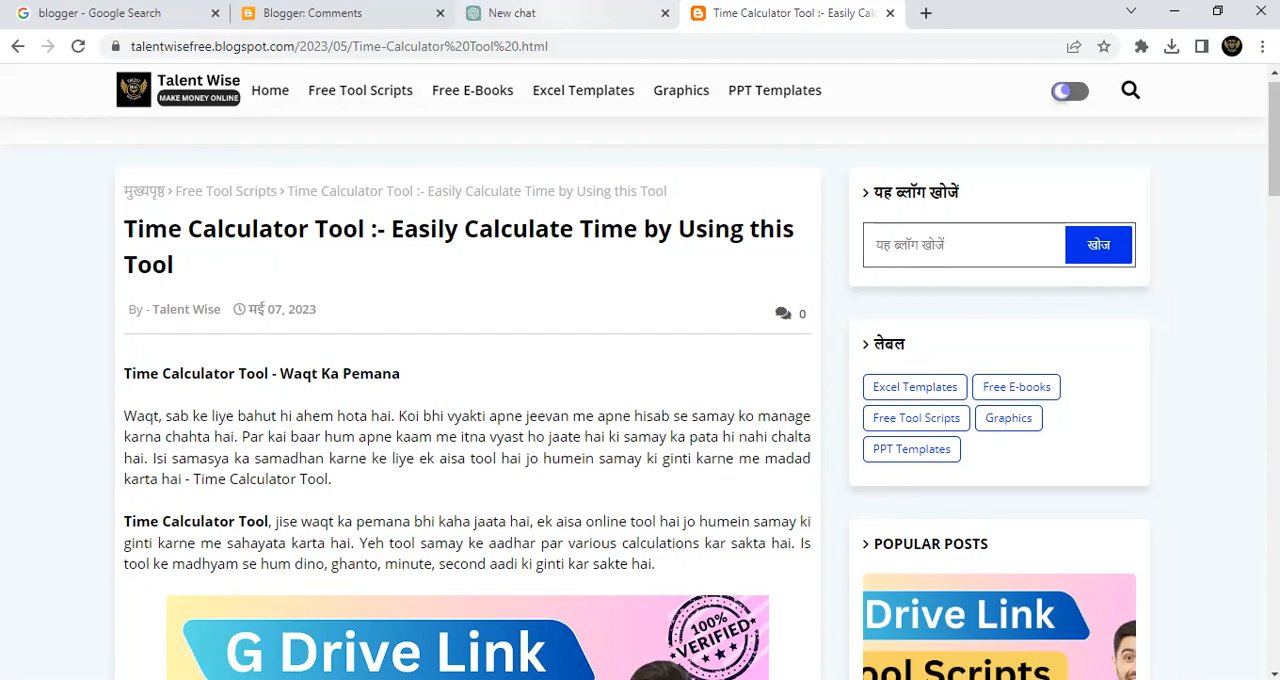 blogger - Google Search
Blogger: Comments
New chat
Time Calculator Tool :- Easily Calc
talentwisefree.blogspot.com/2023/05/Time-Calculator%20Tool%20.html
Talent Wise
MAKE MONEY ONLINE
Home
Free Tool Scripts
Free E-Books
Excel Templates
Graphics
PPT Templates
मुख्यपृष्ठ › Free Tool Scripts › Time Calculator Tool :- Easily Calculate Time by Using this Tool
Time Calculator Tool :- Easily Calculate Time by Using this
Tool
By - Talent Wise मई 07, 2023
0
Time Calculator Tool - Waqt Ka Pemana
Waqt, sab ke liye bahut hi ahem hota hai. Koi bhi vyakti apne jeevan me apne hisab se samay ko manage
karna chahta hai. Par kai baar hum apne kaam me itna vyast ho jaate hai ki samay ka pata hi nahi chalta
hai. Isi samasya ka samadhan karne ke liye ek aisa tool hai jo humein samay ki ginti karne me madad
karta hai - Time Calculator Tool.
Time Calculator Tool, jise waqt ka pemana bhi kaha jaata hai, ek aisa online tool hai jo humein samay ki
ginti karne me sahayata karta hai. Yeh tool samay ke aadhar par various calculations kar sakta hai. Is
tool ke madhyam se hum dino, ghanto, minute, second aadi ki ginti kar sakte hai.
G Drive Link
100%
VERIFIED
› यह ब्लॉग खोजें
यह ब्लॉग खोजें
खोज
› लेबल
Excel Templates
Free E-books
Free Tool Scripts
Graphics
PPT Templates
› POPULAR POSTS
Drive Link
ool Scripts